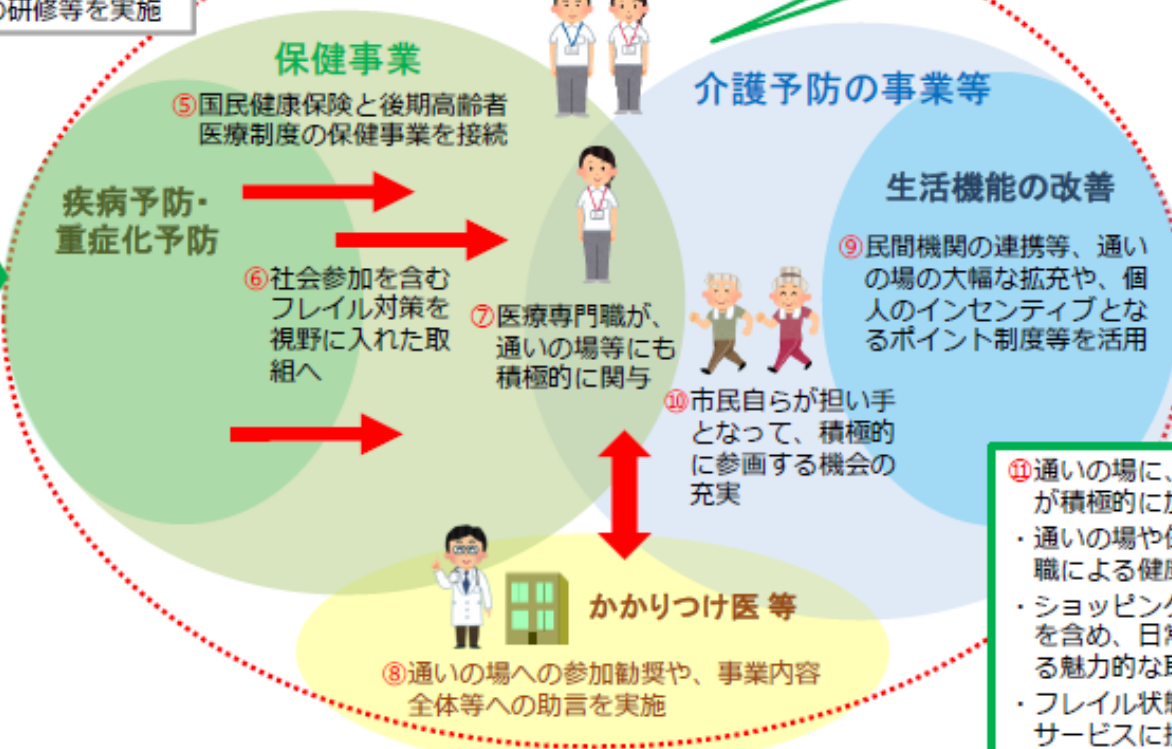 の研修等を実施
保健事業
⑤国民健康保険と後期高齢者
医療制度の保健事業を接続
疾病予防・
重症化予防
⑥社会参加を含む
フレイル対策を
視野に入れた取
組へ
⑦医療専門職が、
通いの場等にも
積極的に関与
介護予防の事業等
生活機能の改善
⑨民間機関の連携等、通い
の場の大幅な拡充や、個
人のインセンティブとな
るポイント制度等を活用
⑩市民自らが担い手
となって、積極的
に参画する機会の
充実
かかりつけ医 等
⑧通いの場への参加勧奨や、事業内容
全体等への助言を実施
⑪通いの場に、
が積極的に
・通いの場や
職による健
・ショッピング
を含め、日
る魅力的な
・フレイル状
サービスに